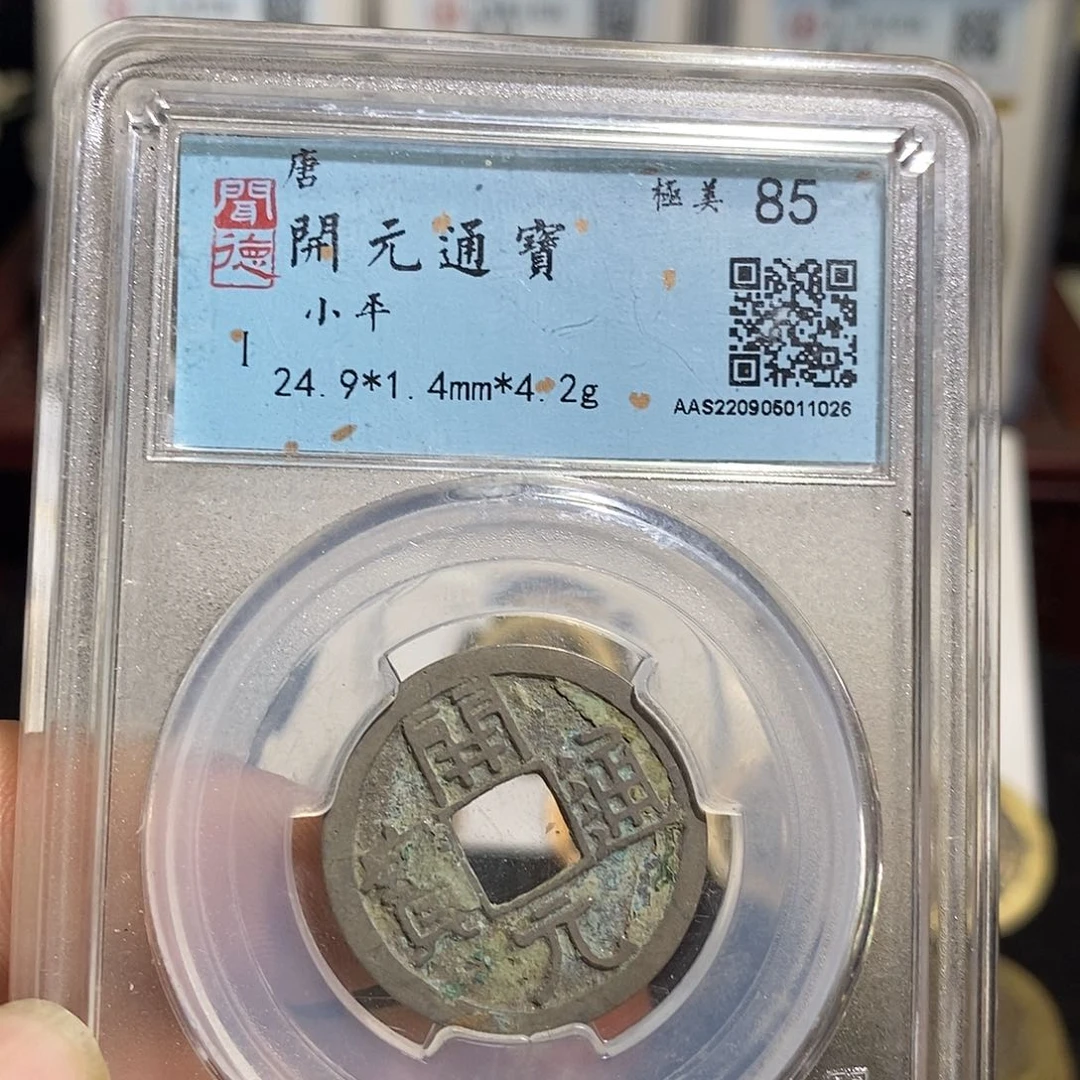 唐
聞德
開元通寶
極美 85
小平
I
24.9*1.4mm*4.2g
AAS220905011026
開元通寶